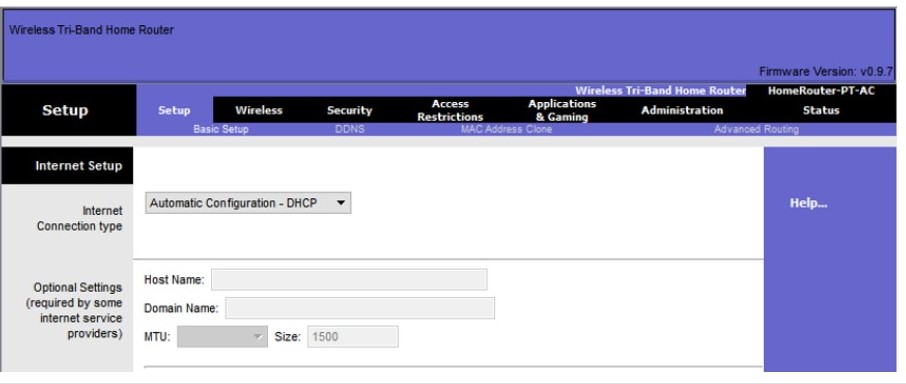 Wireless Tri-Band Home Router
Firmware Version: v0.9.7
Wireless Tri-Band Home Router HomeRouter-PT-AC
Setup
Setup Wireless Security Access Restrictions Applications & Gaming Administration Status
Basic Setup DDNS MAC Address Clone Advanced Routing
Internet Setup
Internet
Connection type
Automatic Configuration - DHCP
Help...
Optional Settings
(required by some
internet service
providers)
Host Name:
Domain Name:
MTU: Size: 1500